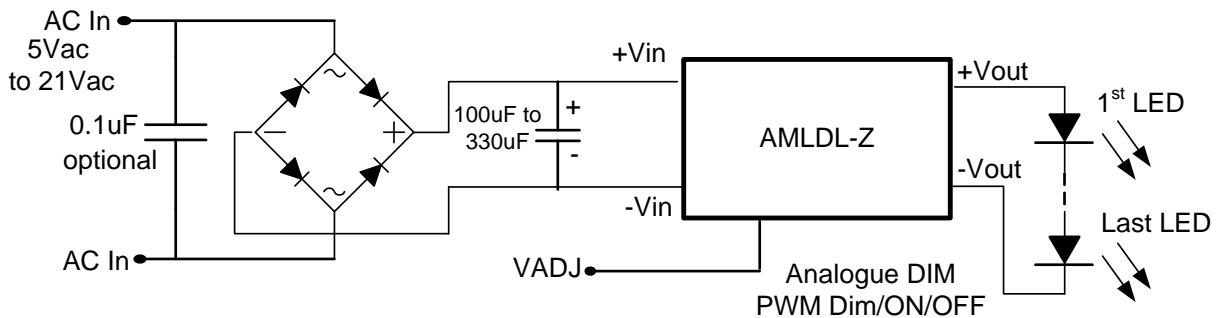 AC In
5Vac
to 21Vac
0.1uF
optional
AC In
~
−
+
~
100uF to
330uF
+
-
+Vin
-Vin
AMLDL-Z
VADJ
Analogue DIM
PWM Dim/ON/OFF
+Vout
-Vout
1st LED
Last LED